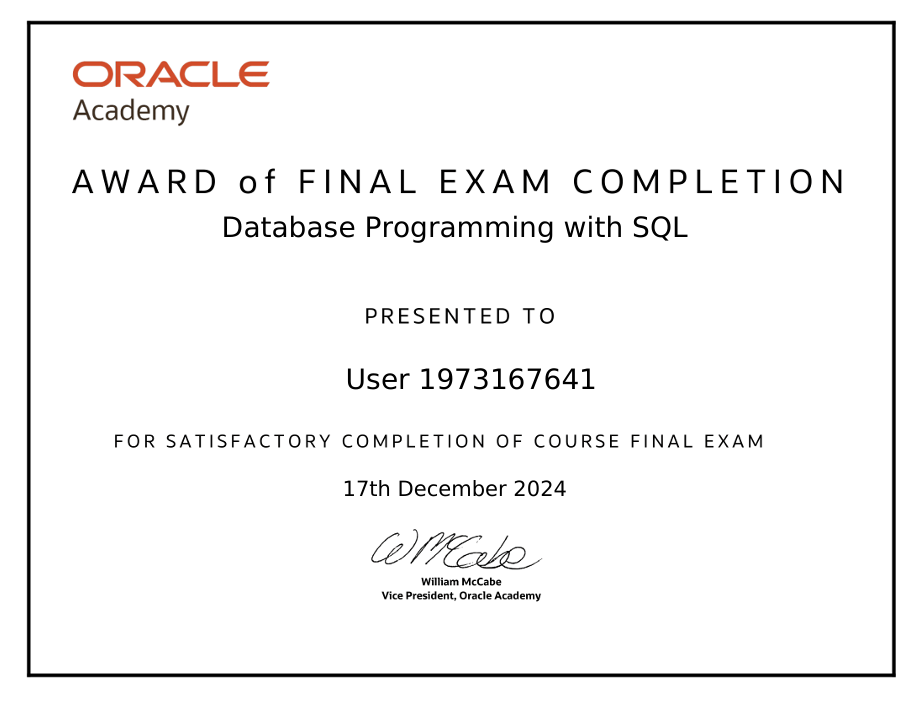 ORACLE
Academy
AWARD of FINAL EXAM COMPLETION
Database Programming with SQL
PRESENTED TO
User 1973167641
FOR SATISFACTORY COMPLETION OF COURSE FINAL EXAM
17th December 2024
W McCabe
William McCabe
Vice President, Oracle Academy